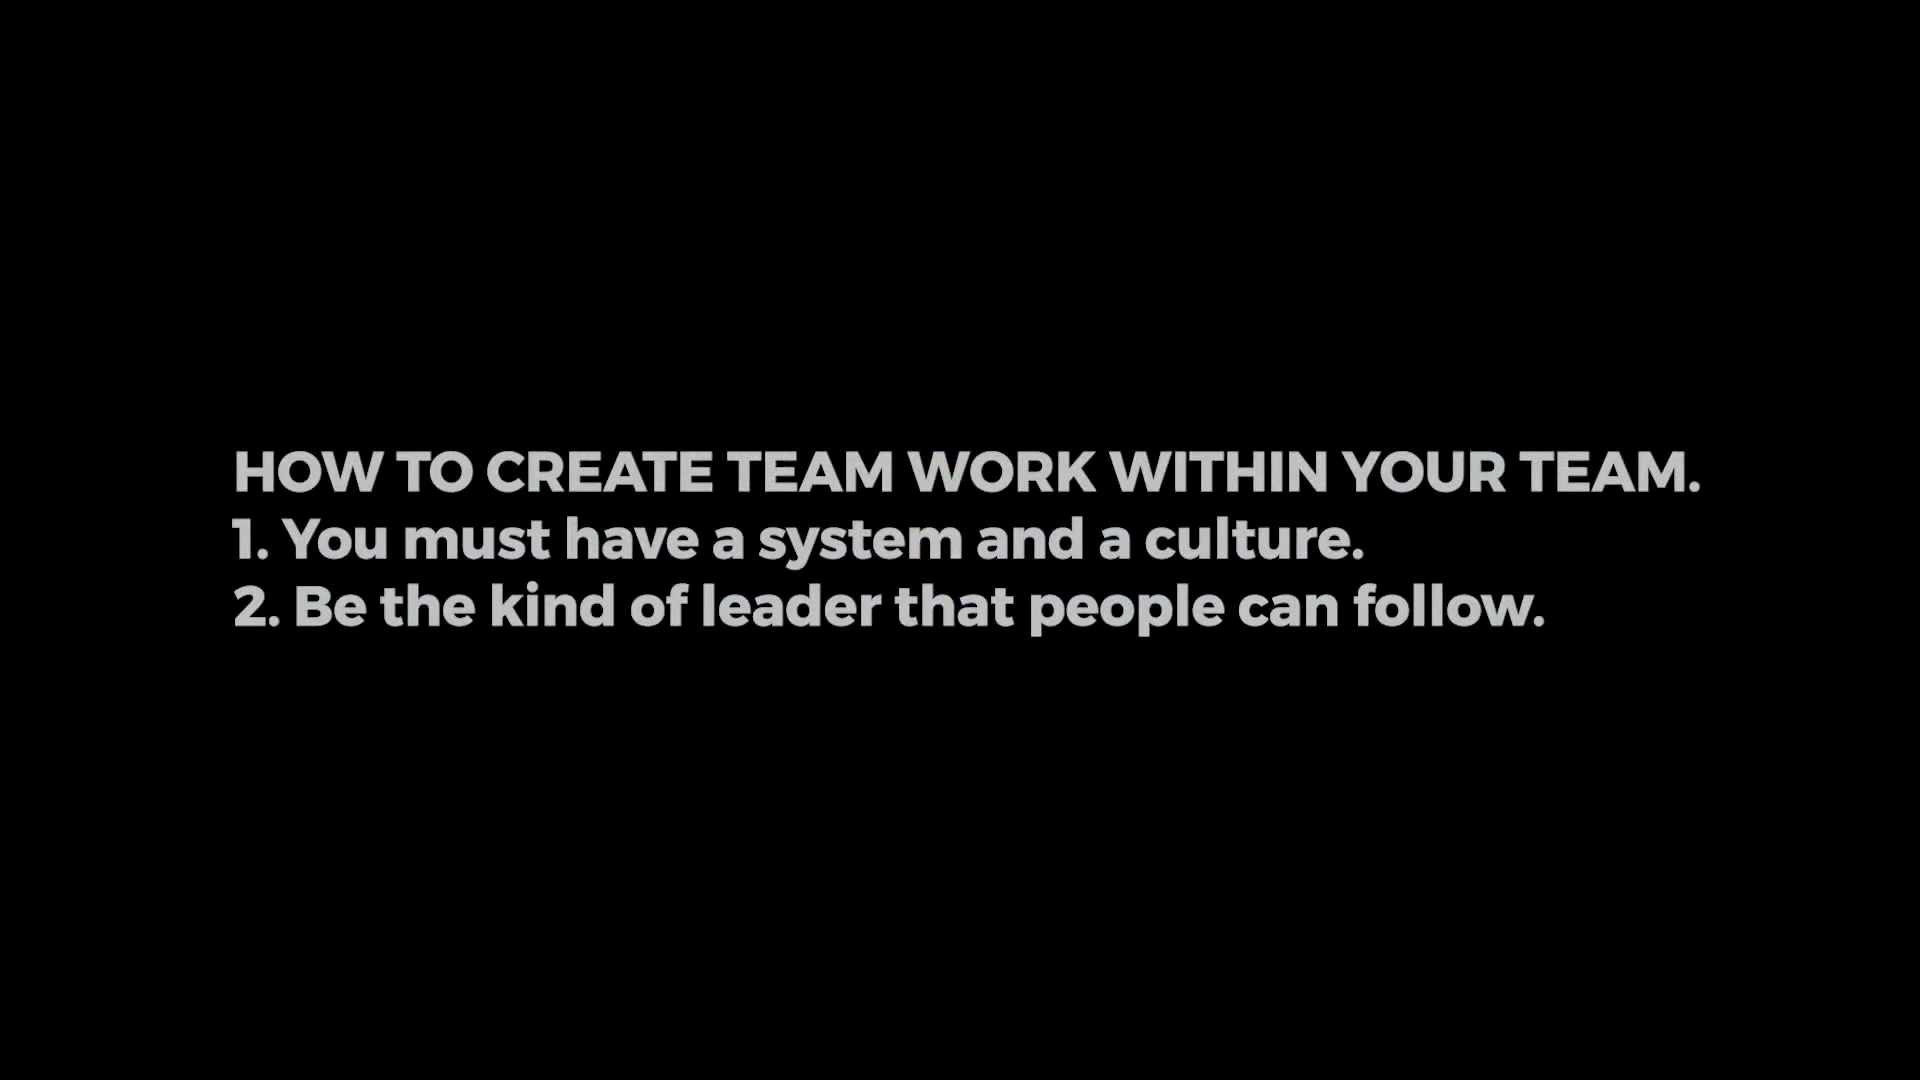 HOW TO CREATE TEAM WORK WITHIN YOUR TEAM.
1. You must have a system and a culture.
2. Be the kind of leader that people can follow.